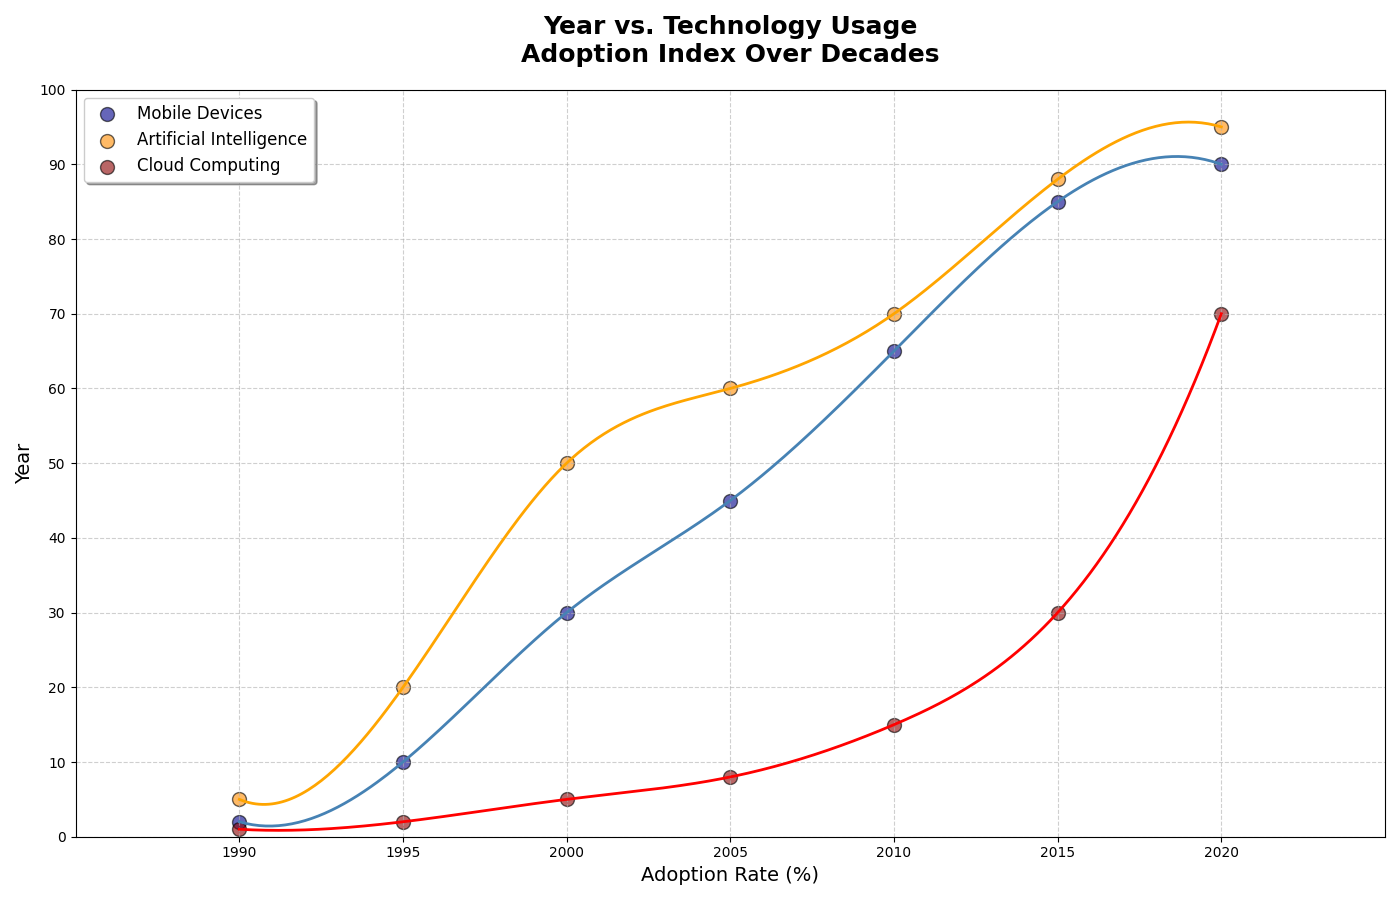 Year vs. Technology Usage
Adoption Index Over Decades
Mobile Devices
Artificial Intelligence
Cloud Computing
100
90
80
70
60
50
40
30
20
10
0
Year
1990 1995 2000 2005 2010 2015 2020
Adoption Rate (%)